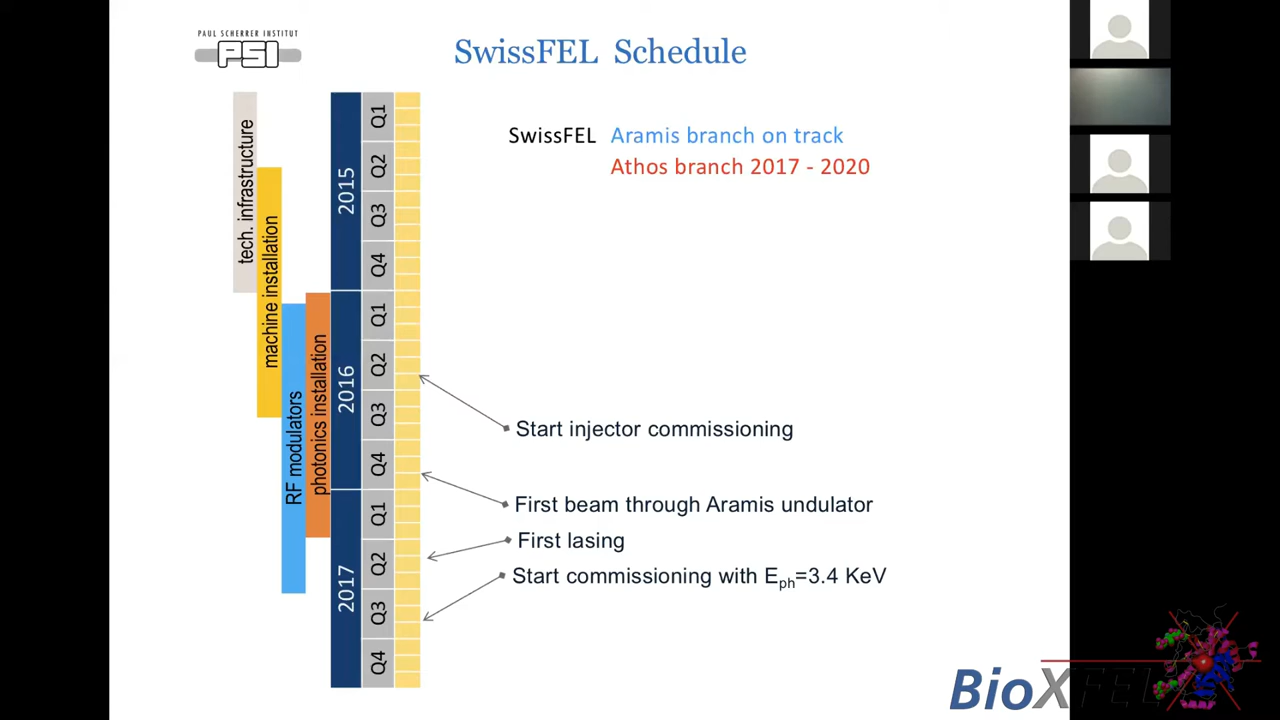 PAUL SCHERRER INSTITUT
PSI
SwissFEL Schedule
SwissFEL Aramis branch on track
Athos branch 2017 - 2020
tech. infrastructure
machine installation
RF modulators
photonics installation
2015
Q1
Q2
Q3
Q4
2016
Q1
Q2
Q3
Q4
2017
Q1
Q2
Q3
Q4
Start injector commissioning
First beam through Aramis undulator
First lasing
Start commissioning with Eph=3.4 KeV
BioXFEL